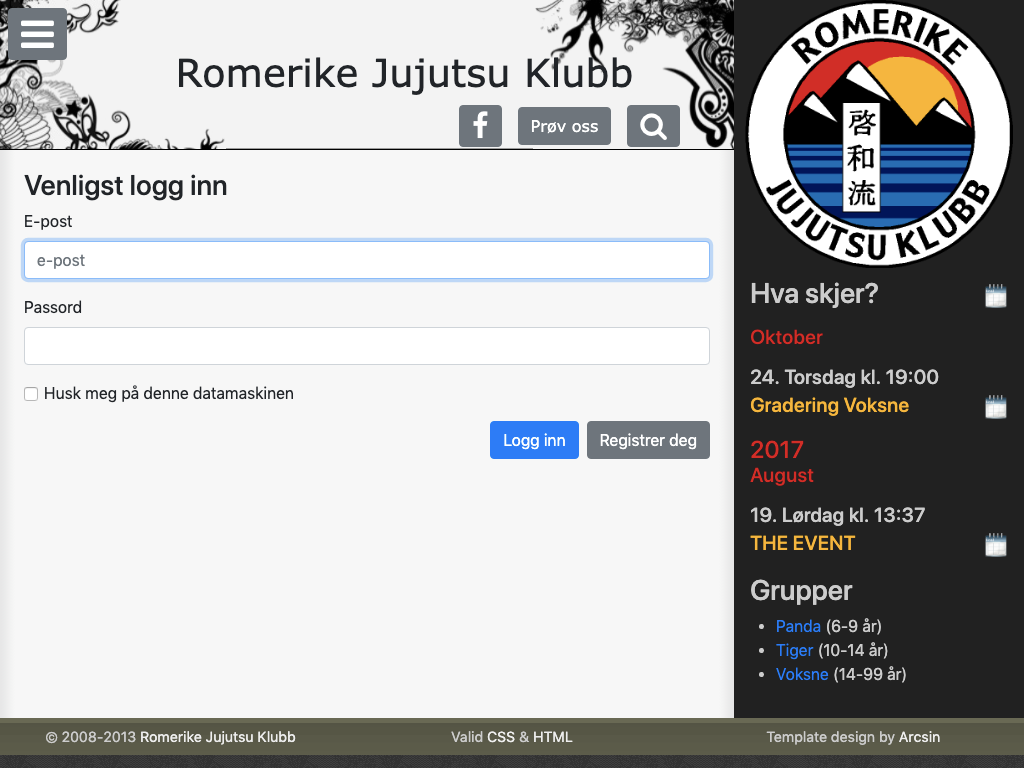 Romerike Jujutsu Klubb
Prøv oss
Venligst logg inn
E-post
e-post
Passord
Husk meg på denne datamaskinen
Logg inn
Registrer deg
ROMERIKE
啓和流
JUJUTSU KLUBB
Hva skjer?
Oktober
24. Torsdag kl. 19:00
Gradering Voksne
2017
August
19. Lørdag kl. 13:37
THE EVENT
Grupper
Panda (6-9 år)
Tiger (10-14 år)
Voksne (14-99 år)
© 2008-2013 Romerike Jujutsu Klubb
Valid CSS & HTML
Template design by Arcsin